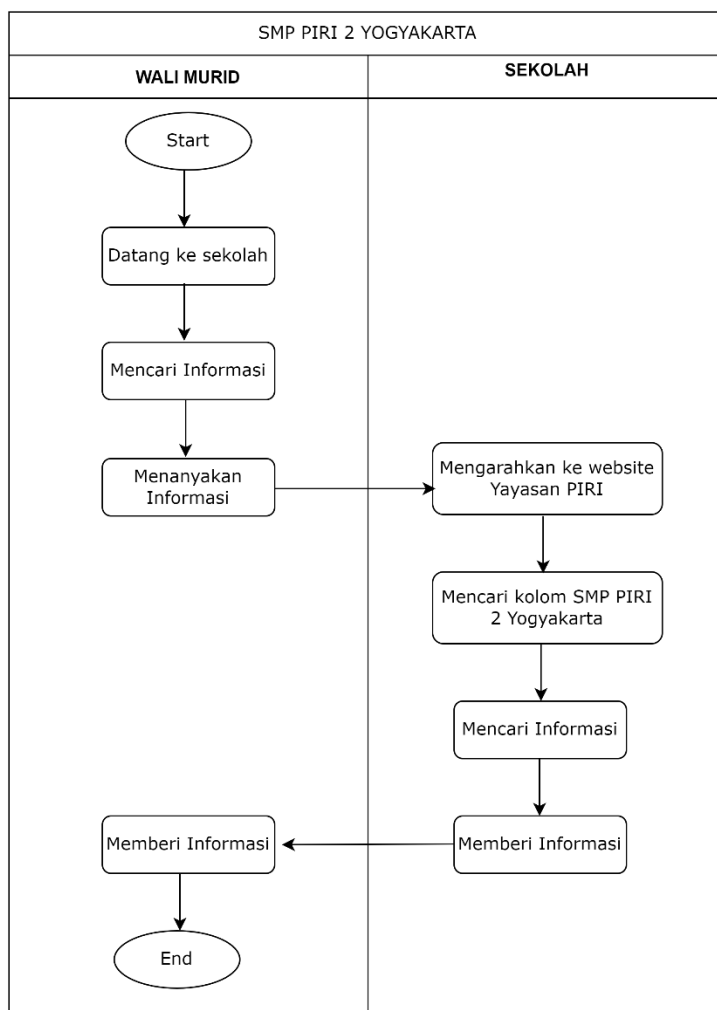 SMP PIRI 2 YOGYAKARTA
WALI MURID
SEKOLAH
Start
Datang ke sekolah
Mencari Informasi
Menanyakan
Informasi
Mengarahkan ke website
Yayasan PIRI
Mencari kolom SMP PIRI
2 Yogyakarta
Mencari Informasi
Memberi Informasi
Memberi Informasi
End